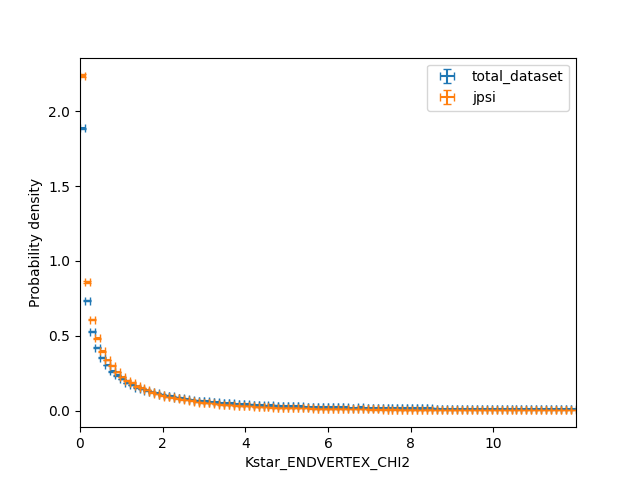 total_dataset
jpsi
2.0
1.5
1.0
0.5
0.0
Probability density
0 2 4 6 8 10
Kstar_ENDVERTEX_CHI2